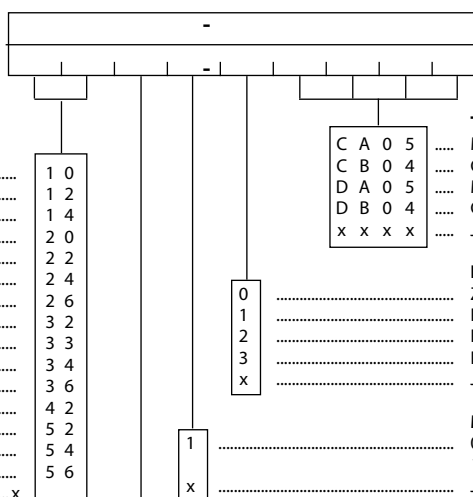 -
-
C A 0 5 .....
C B 0 4 .....
D A 0 5 .....
D B 0 4 .....
x x x x .....
..... 1 0
..... 1 2
..... 1 4
..... 2 0
..... 2 2
..... 2 4
..... 2 6
..... 3 2
..... 3 3
..... 3 4
..... 3 6
..... 4 2
..... 5 2
..... 5 4
..... 5 6
...x
0
1
2
3
x
1
x